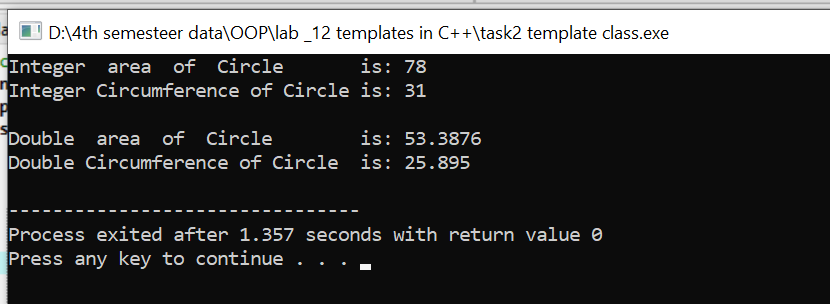 D:\4th semesteer data\OOP\lab _12 templates in C++\task2 template class.exe
Integer  area  of  Circle       is: 78
Integer Circumference of Circle is: 31
Double  area  of  Circle        is: 53.3876
Double Circumference of Circle  is: 25.895
--------------------------------
Process exited after 1.357 seconds with return value 0
Press any key to continue . . .